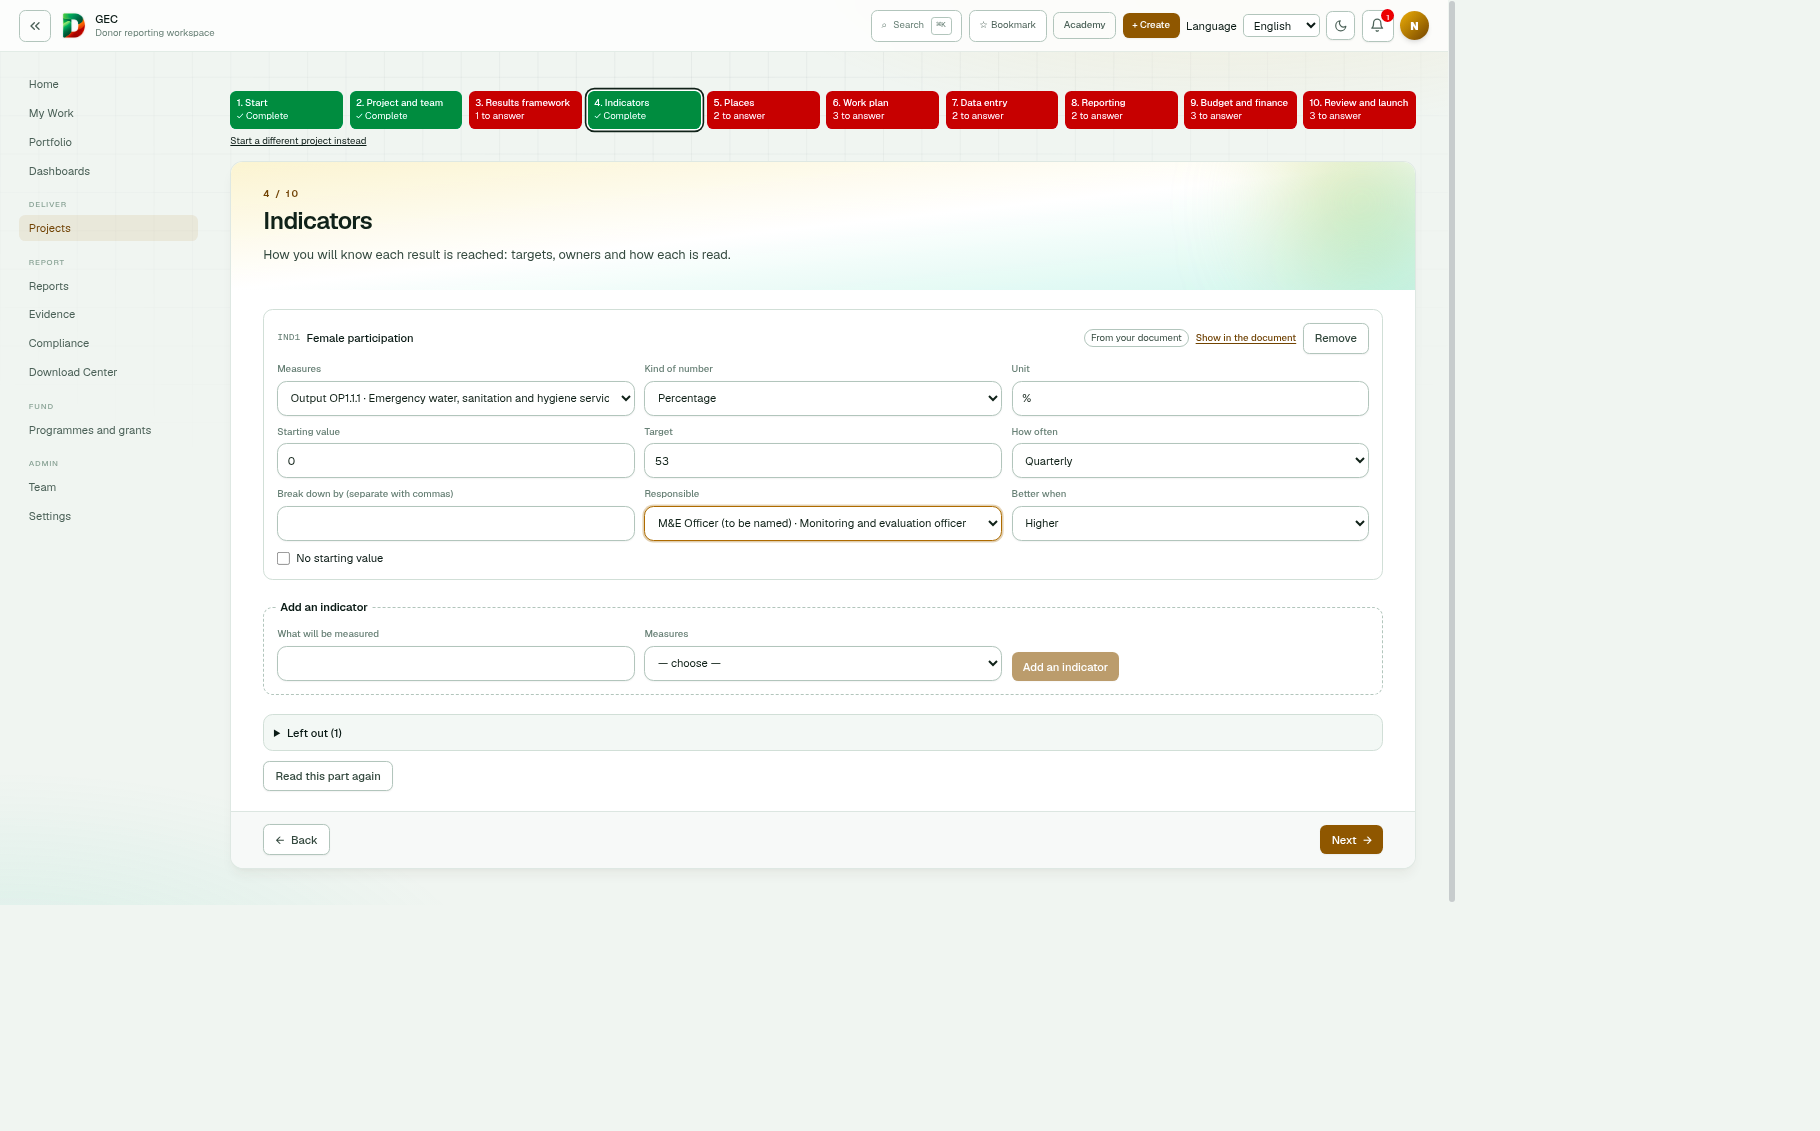 GEC
Donor reporting workspace
Search ⌘K
☆ Bookmark
Academy
+ Create
Language
English
1
N
Home
My Work
Portfolio
Dashboards
DELIVER
Projects
REPORT
Reports
Evidence
Compliance
Download Center
FUND
Programmes and grants
ADMIN
Team
Settings
1. Start
✓ Complete
2. Project and team
✓ Complete
3. Results framework
1 to answer
4. Indicators
✓ Complete
5. Places
2 to answer
6. Work plan
3 to answer
7. Data entry
2 to answer
8. Reporting
2 to answer
9. Budget and finance
3 to answer
10. Review and launch
3 to answer
Start a different project instead
4 / 10
Indicators
How you will know each result is reached: targets, owners and how each is read.
IND1 Female participation
From your document
Show in the document
Remove
Measures
Output OP1.1.1 · Emergency water, sanitation and hygiene servic
Kind of number
Percentage
Unit
%
Starting value
0
Target
53
How often
Quarterly
Break down by (separate with commas)
Responsible
M&E Officer (to be named) · Monitoring and evaluation officer
Better when
Higher
No starting value
Add an indicator
What will be measured
Measures
— choose —
Add an indicator
▶ Left out (1)
Read this part again
← Back
Next →